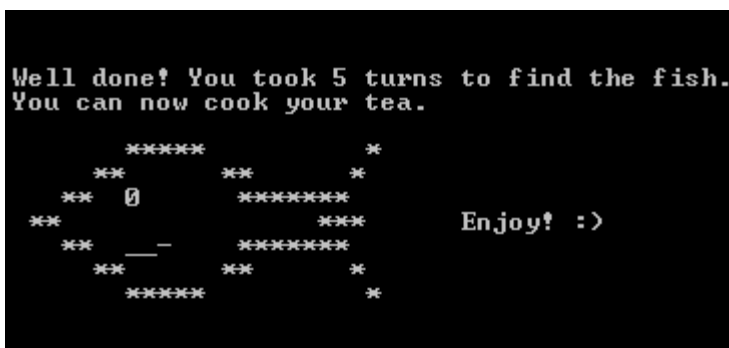 Well done! You took 5 turns to find the fish.
You can now cook your tea.
Enjoy! :)